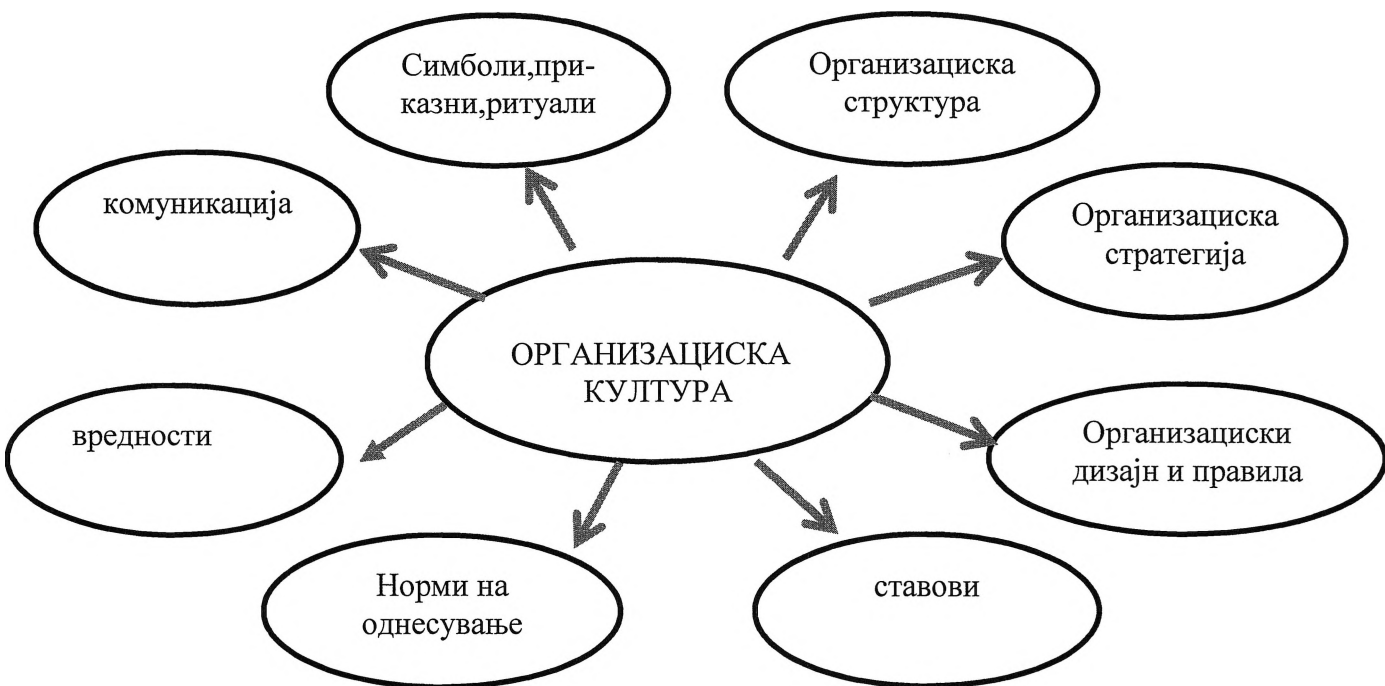 Симболи,при-
казни,ритуали
Организациска
структура
комуникација
Организациска
стратегија
ОРГАНИЗАЦИСКА
КУЛТУРА
вредности
Организациски
дизајн и правила
Норми на
однесување
ставови